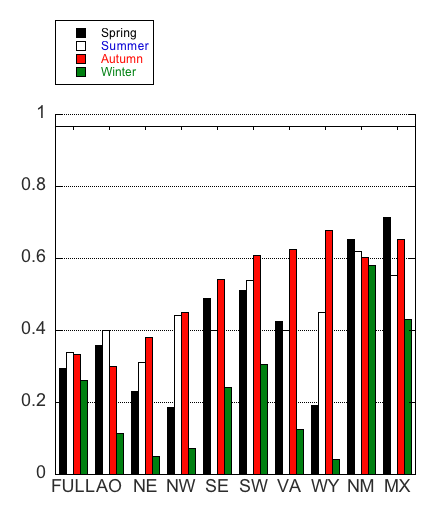 Spring
Summer
Autumn
Winter
1
0.8
0.6
0.4
0.2
0
FULL AO NE NW SE SW VA WY NM MX